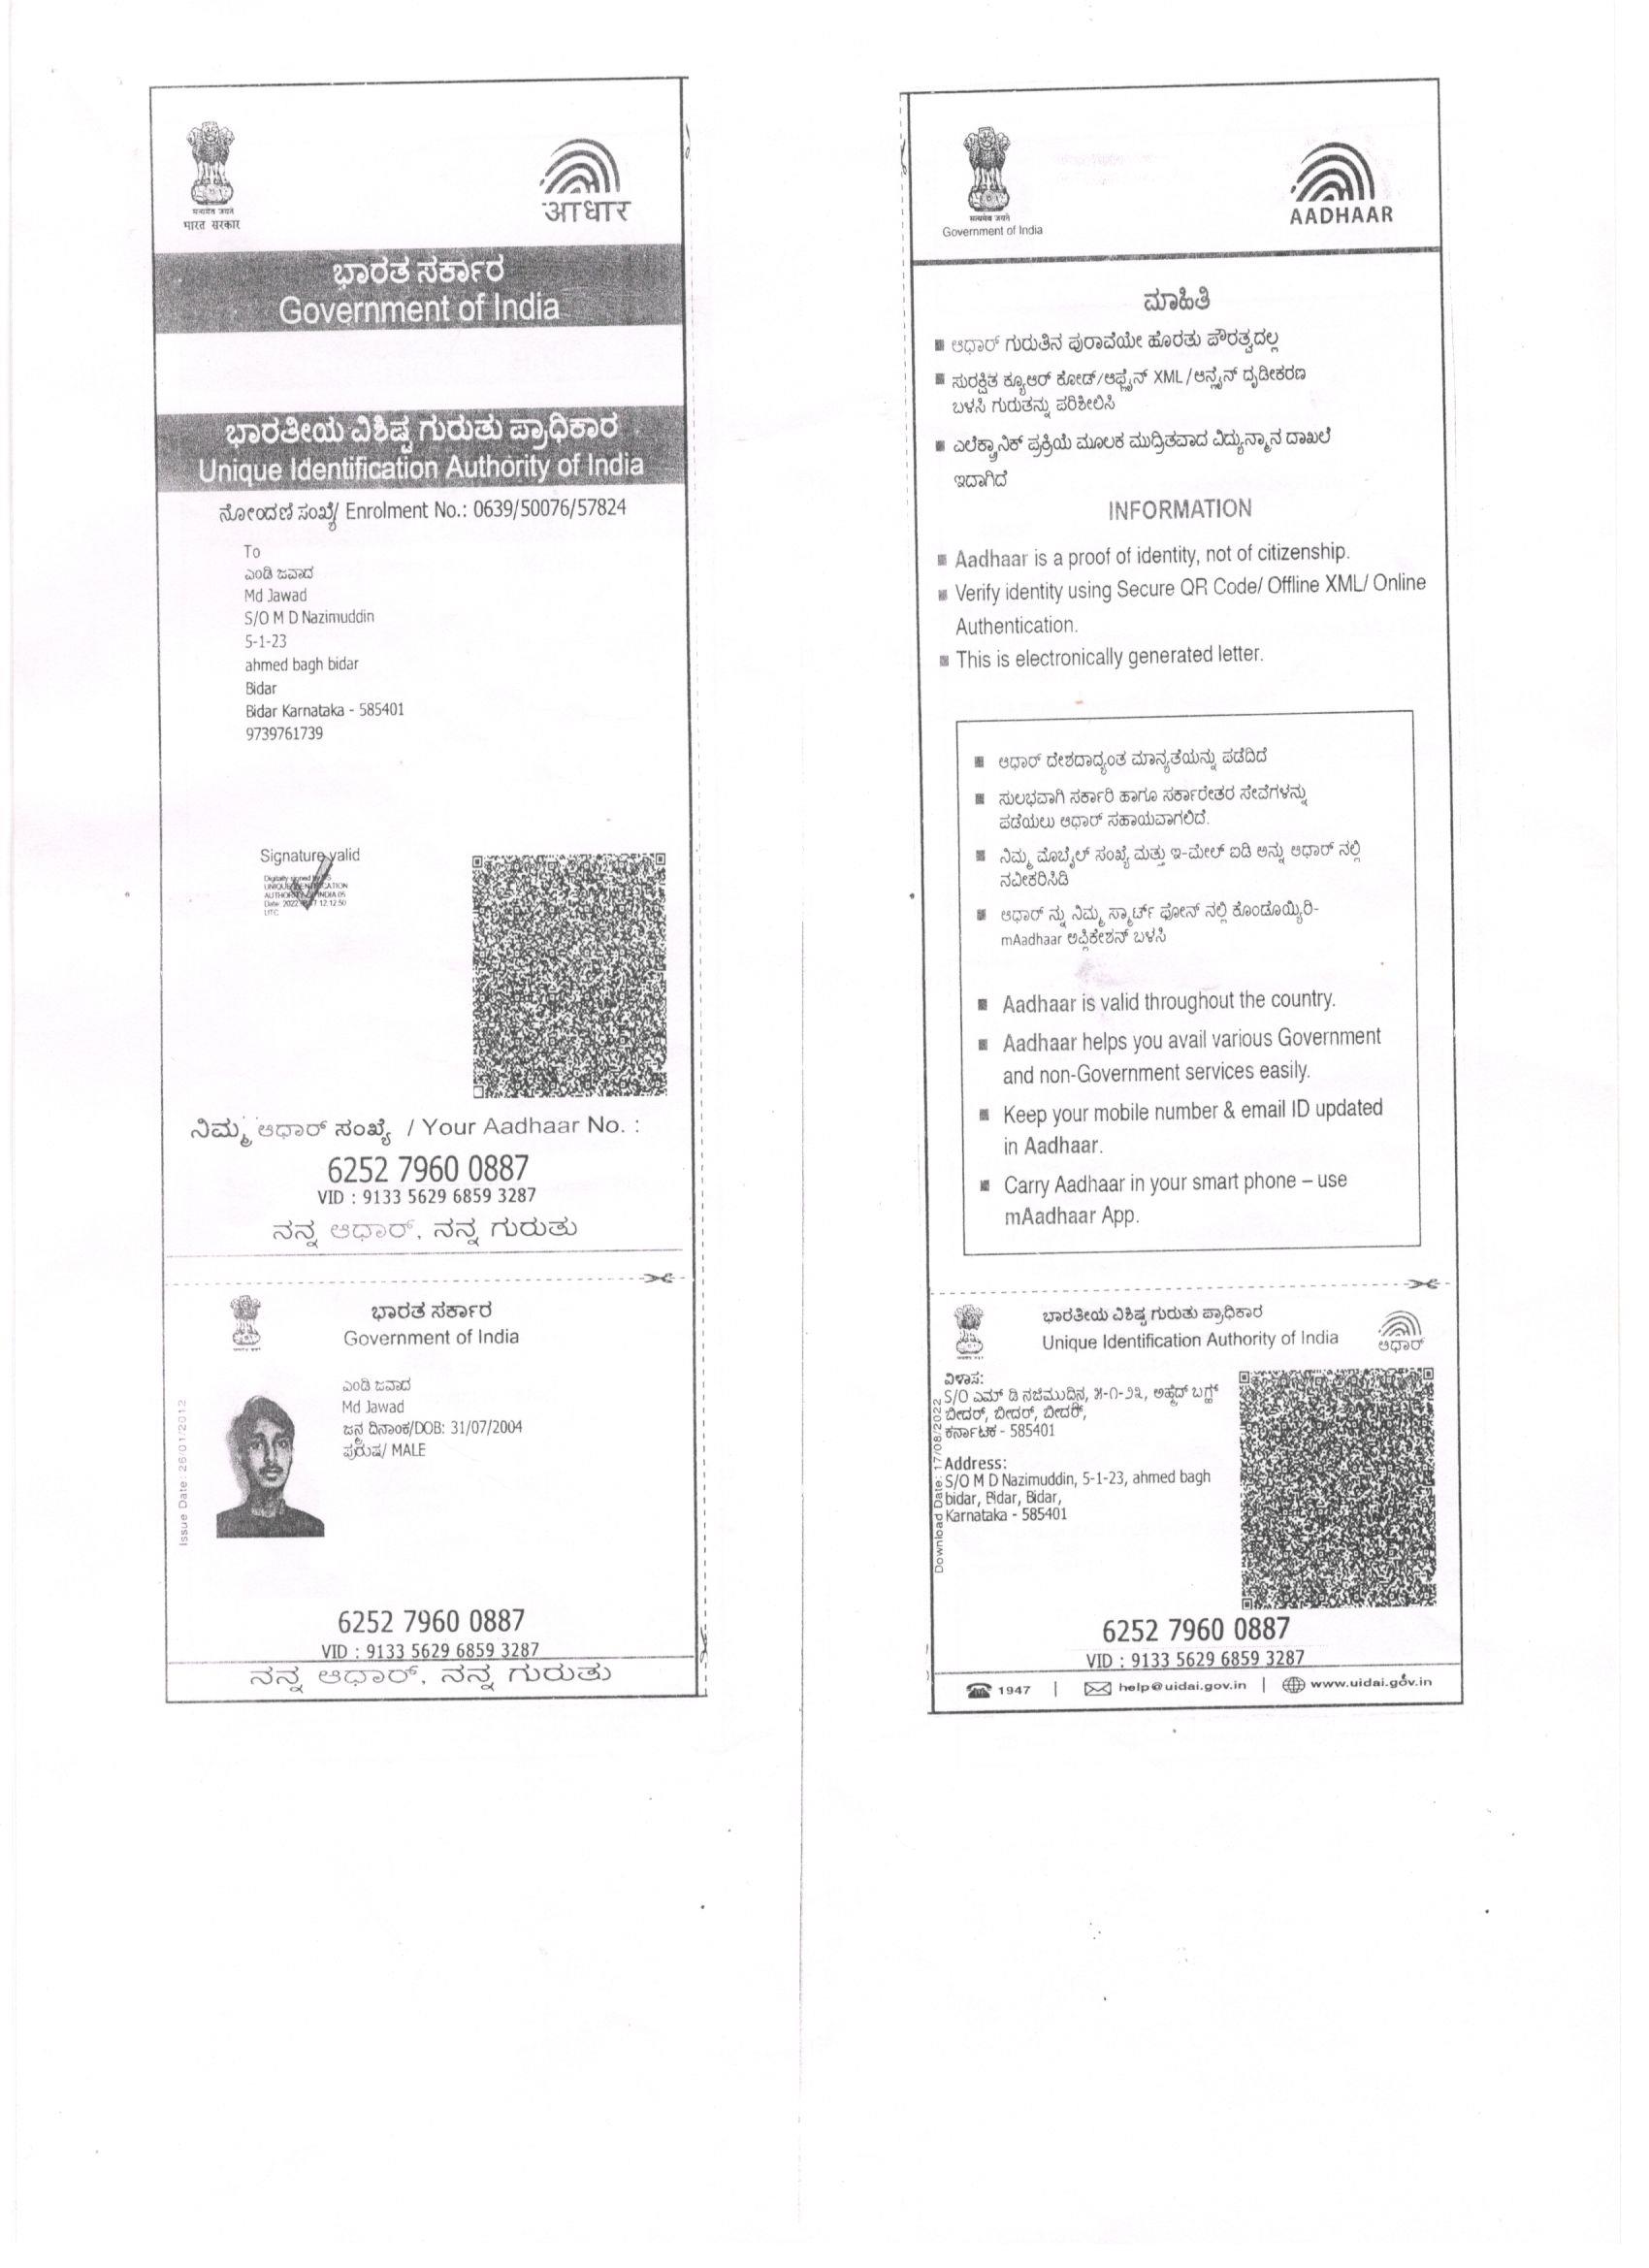 सत्यमेव जयते
भारत सरकार
आधार
ಭಾರತ ಸರ್ಕಾರ
Government of India
ಭಾರತೀಯ ವಿಶಿಷ್ಟ ಗುರುತು ಪ್ರಾಧಿಕಾರ
Unique Identification Authority of India
ನೋಂದಣಿ ಸಂಖ್ಯೆ/ Enrolment No.: 0639/50076/57824
To
ಎಂಡಿ ಜವಾದ
Md Jawad
S/O M D Nazimuddin
5-1-23
ahmed bagh bidar
Bidar
Bidar Karnataka - 585401
9739761739
Signature valid
Digitally signed by
UNIQUE IDENTIFICATION
AUTHORITY INDIA 05
Date: 2022 12:12:50
UTC
ನಿಮ್ಮ ಆಧಾರ್ ಸಂಖ್ಯೆ / Your Aadhaar No. :
6252 7960 0887
VID : 9133 5629 6859 3287
ನನ್ನ ಆಧಾರ್, ನನ್ನ ಗುರುತು
ಭಾರತ ಸರ್ಕಾರ
Government of India
Issue Date: 26/01/2012
ಎಂಡಿ ಜವಾದ
Md Jawad
ಜನ್ಮ ದಿನಾಂಕ/DOB: 31/07/2004
ಪುರುಷ/ MALE
6252 7960 0887
VID : 9133 5629 6859 3287
ನನ್ನ ಆಧಾರ್, ನನ್ನ ಗುರುತು
सत्यमेव जयते
Government of India
AADHAAR
ಮಾಹಿತಿ
■ ಆಧಾರ್ ಗುರುತಿನ ಪುರಾವೆಯೇ ಹೊರತು ಪೌರತ್ವದಲ್ಲ
■ ಸುರಕ್ಷಿತ ಕ್ಯೂಆರ್ ಕೋಡ್/ಆಫ್ಲೈನ್ XML/ಆನ್ಲೈನ್ ದೃಡೀಕರಣ
ಬಳಸಿ ಗುರುತನ್ನು ಪರಿಶೀಲಿಸಿ
■ ಎಲೆಕ್ಟ್ರಾನಿಕ್ ಪ್ರಕ್ರಿಯೆ ಮೂಲಕ ಮುದ್ರಿತವಾದ ವಿದ್ಯುನ್ಮಾನ ದಾಖಲೆ
ಇದಾಗಿದೆ
INFORMATION
■ Aadhaar is a proof of identity, not of citizenship.
■ Verify identity using Secure QR Code/ Offline XML/ Online
Authentication.
■ This is electronically generated letter.
■ ಆಧಾರ್ ದೇಶದಾದ್ಯಂತ ಮಾನ್ಯತೆಯನ್ನು ಪಡೆದಿದೆ
■ ಸುಲಭವಾಗಿ ಸರ್ಕಾರಿ ಹಾಗೂ ಸರ್ಕಾರೇತರ ಸೇವೆಗಳನ್ನು
ಪಡೆಯಲು ಆಧಾರ್ ಸಹಾಯವಾಗಲಿದೆ.
■ ನಿಮ್ಮ ಮೊಬೈಲ್ ಸಂಖ್ಯೆ ಮತ್ತು ಇ-ಮೇಲ್ ಐಡಿ ಅನ್ನು ಆಧಾರ್ ನಲ್ಲಿ
ನವೀಕರಿಸಿಡಿ
■ ಆಧಾರ್ ನ್ನು ನಿಮ್ಮ ಸ್ಮಾರ್ಟ್ ಫೋನ್ ನಲ್ಲಿ ಕೊಂಡೊಯ್ಯಿರಿ-
mAadhaar ಅಪ್ಲಿಕೇಶನ್ ಬಳಸಿ
■ Aadhaar is valid throughout the country.
■ Aadhaar helps you avail various Government
and non-Government services easily.
■ Keep your mobile number & email ID updated
in Aadhaar.
■ Carry Aadhaar in your smart phone – use
mAadhaar App.
ಭಾರತೀಯ ವಿಶಿಷ್ಟ ಗುರುತು ಪ್ರಾಧಿಕಾರ
Unique Identification Authority of India
ಆಧಾರ್
Download Date: 17/08/2022
ವಿಳಾಸ:
S/O ಎಮ್ ಡಿ ನಜಿಮುದಿನ, ೫-೧-೨೩, ಅಹ್ಮೆದ್ ಬಗ್ಹ್
ಬೀದರ್, ಬೀದರ್, ಬೀದರ್,
ಕರ್ನಾಟಕ - 585401
Address:
S/O M D Nazimuddin, 5-1-23, ahmed bagh
bidar, Bidar, Bidar,
Karnataka - 585401
6252 7960 0887
VID : 9133 5629 6859 3287
1947 | help@uidai.gov.in | www.uidai.gov.in